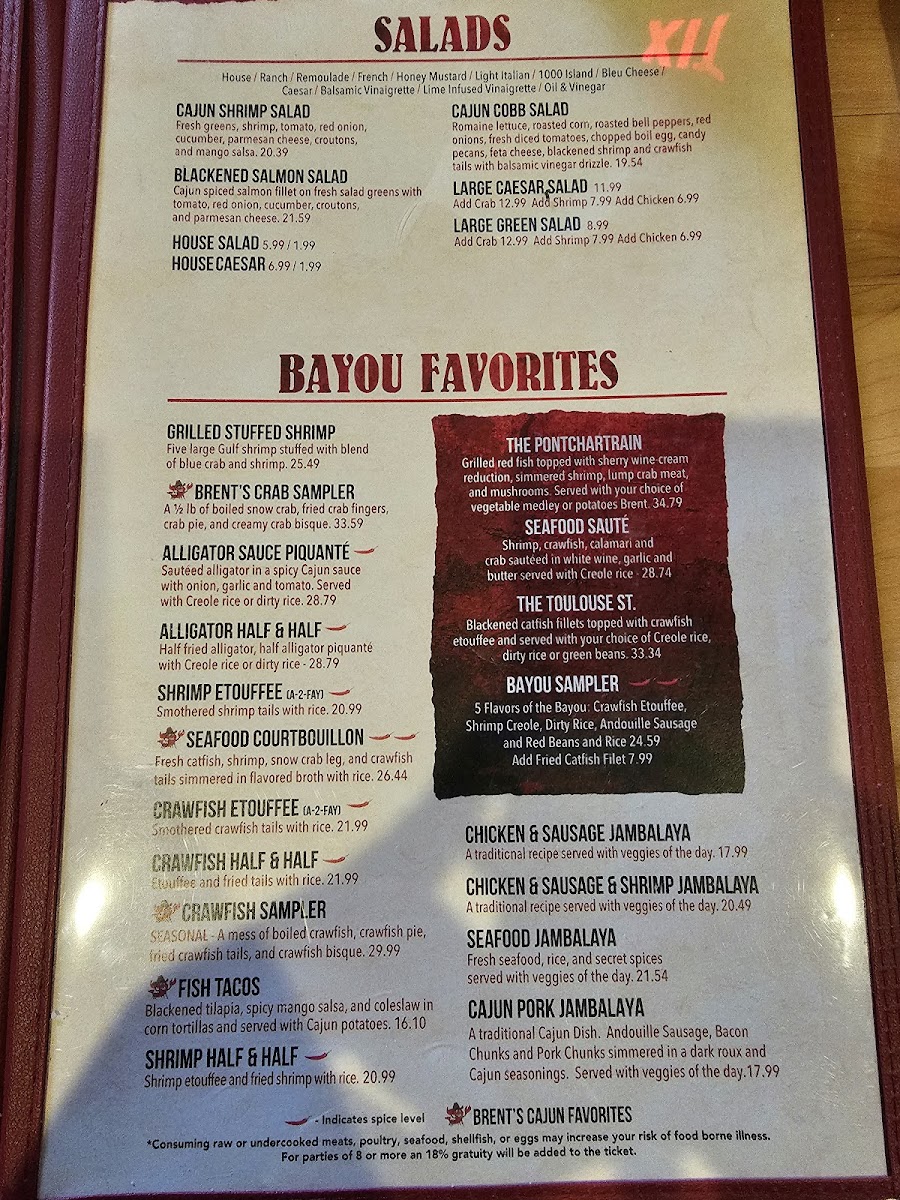 SALADS
House / Ranch / Remoulade / French / Honey Mustard / Light Italian / 1000 Island / Bleu Cheese /
Caesar / Balsamic Vinaigrette / Lime Infused Vinaigrette / Oil & Vinegar
CAJUN SHRIMP SALAD
Fresh greens, shrimp, tomato, red onion,
cucumber, parmesan cheese, croutons,
and mango salsa. 20.39
BLACKENED SALMON SALAD
Cajun spiced salmon fillet on fresh salad greens with
tomato, red onion, cucumber, croutons,
and parmesan cheese. 21.59
HOUSE SALAD 5.99 / 1.99
HOUSE CAESAR 6.99 / 1.99
CAJUN COBB SALAD
Romaine lettuce, roasted corn, roasted bell peppers, red
onions, fresh diced tomatoes, chopped boil egg, candy
pecans, feta cheese, blackened shrimp and crawfish
tails with balsamic vinegar drizzle. 19.54
LARGE CAESAR SALAD 11.99
Add Crab 12.99 Add Shrimp 7.99 Add Chicken 6.99
LARGE GREEN SALAD 8.99
Add Crab 12.99 Add Shrimp 7.99 Add Chicken 6.99
BAYOU FAVORITES
GRILLED STUFFED SHRIMP
Five large Gulf shrimp stuffed with blend
of blue crab and shrimp. 25.49
BRENT'S CRAB SAMPLER
A ½ lb of boiled snow crab, fried crab fingers,
crab pie, and creamy crab bisque. 33.59
ALLIGATOR SAUCE PIQUANTÉ
Sautéed alligator in a spicy Cajun sauce
with onion, garlic and tomato. Served
with Creole rice or dirty rice. 28.79
ALLIGATOR HALF & HALF
Half fried alligator, half alligator piquanté
with Creole rice or dirty rice - 28.79
SHRIMP ETOUFFEE (A-2-FAY)
Smothered shrimp tails with rice. 20.99
SEAFOOD COURTBOUILLON
Fresh catfish, shrimp, snow crab leg, and crawfish
tails simmered in flavored broth with rice. 26.44
CRAWFISH ETOUFFEE (A-2-FAY)
Smothered crawfish tails with rice. 21.99
CRAWFISH HALF & HALF
Etouffee and fried tails with rice. 21.99
CRAWFISH SAMPLER
SEASONAL - A mess of boiled crawfish, crawfish pie,
fried crawfish tails, and crawfish bisque. 29.99
FISH TACOS
Blackened tilapia, spicy mango salsa, and coleslaw in
corn tortillas and served with Cajun potatoes. 16.10
SHRIMP HALF & HALF
Shrimp etouffee and fried shrimp with rice. 20.99
THE PONTCHARTRAIN
Grilled red fish topped with sherry wine-cream
reduction, simmered shrimp, lump crab meat,
and mushrooms. Served with your choice of
vegetable medley or potatoes Brent. 34.79
SEAFOOD SAUTÉ
Shrimp, crawfish, calamari and
crab sautéed in white wine, garlic and
butter served with Creole rice - 28.74
THE TOULOUSE ST.
Blackened catfish fillets topped with crawfish
etouffee and served with your choice of Creole rice,
dirty rice or green beans. 33.34
BAYOU SAMPLER
5 Flavors of the Bayou: Crawfish Etouffee,
Shrimp Creole, Dirty Rice, Andouille Sausage
and Red Beans and Rice 24.59
Add Fried Catfish Filet 7.99
CHICKEN & SAUSAGE JAMBALAYA
A traditional recipe served with veggies of the day. 17.99
CHICKEN & SAUSAGE & SHRIMP JAMBALAYA
A traditional recipe served with veggies of the day. 20.49
SEAFOOD JAMBALAYA
Fresh seafood, rice, and secret spices
served with veggies of the day. 21.54
CAJUN PORK JAMBALAYA
A traditional Cajun Dish. Andouille Sausage, Bacon
Chunks and Pork Chunks simmered in a dark roux and
Cajun seasonings. Served with veggies of the day.17.99
- Indicates spice level
BRENT'S CAJUN FAVORITES
*Consuming raw or undercooked meats, poultry, seafood, shellfish, or eggs may increase your risk of food borne illness.
For parties of 8 or more an 18% gratuity will be added to the ticket.